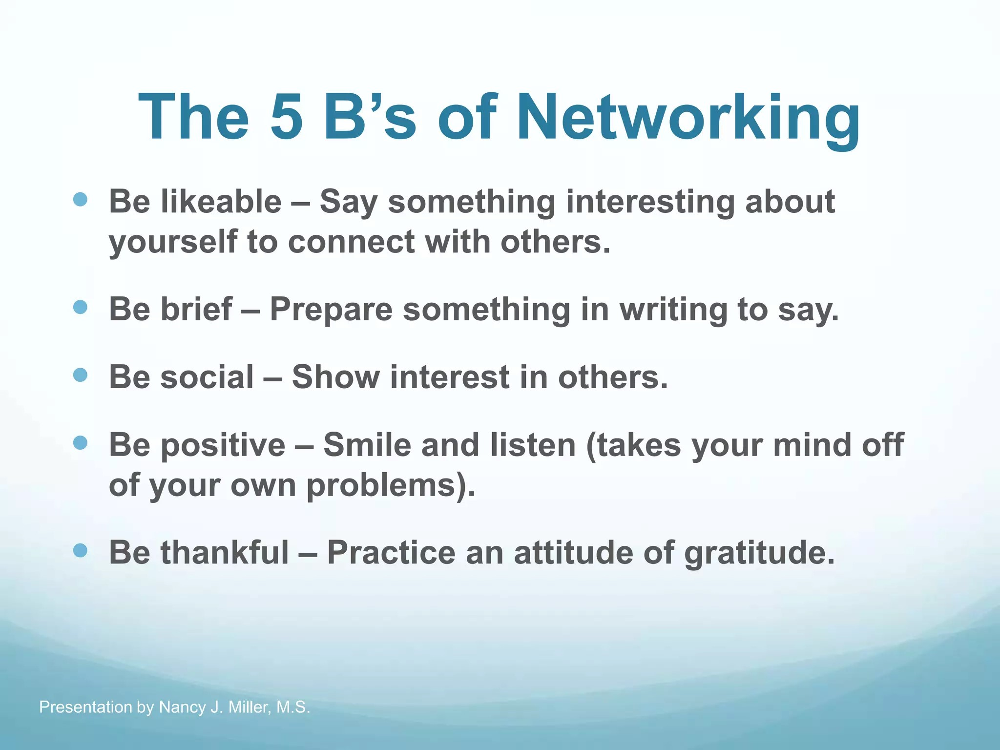 The 5 B’s of Networking
• Be likeable – Say something interesting about
yourself to connect with others.
• Be brief – Prepare something in writing to say.
• Be social – Show interest in others.
• Be positive – Smile and listen (takes your mind off
of your own problems).
• Be thankful – Practice an attitude of gratitude.
Presentation by Nancy J. Miller, M.S.